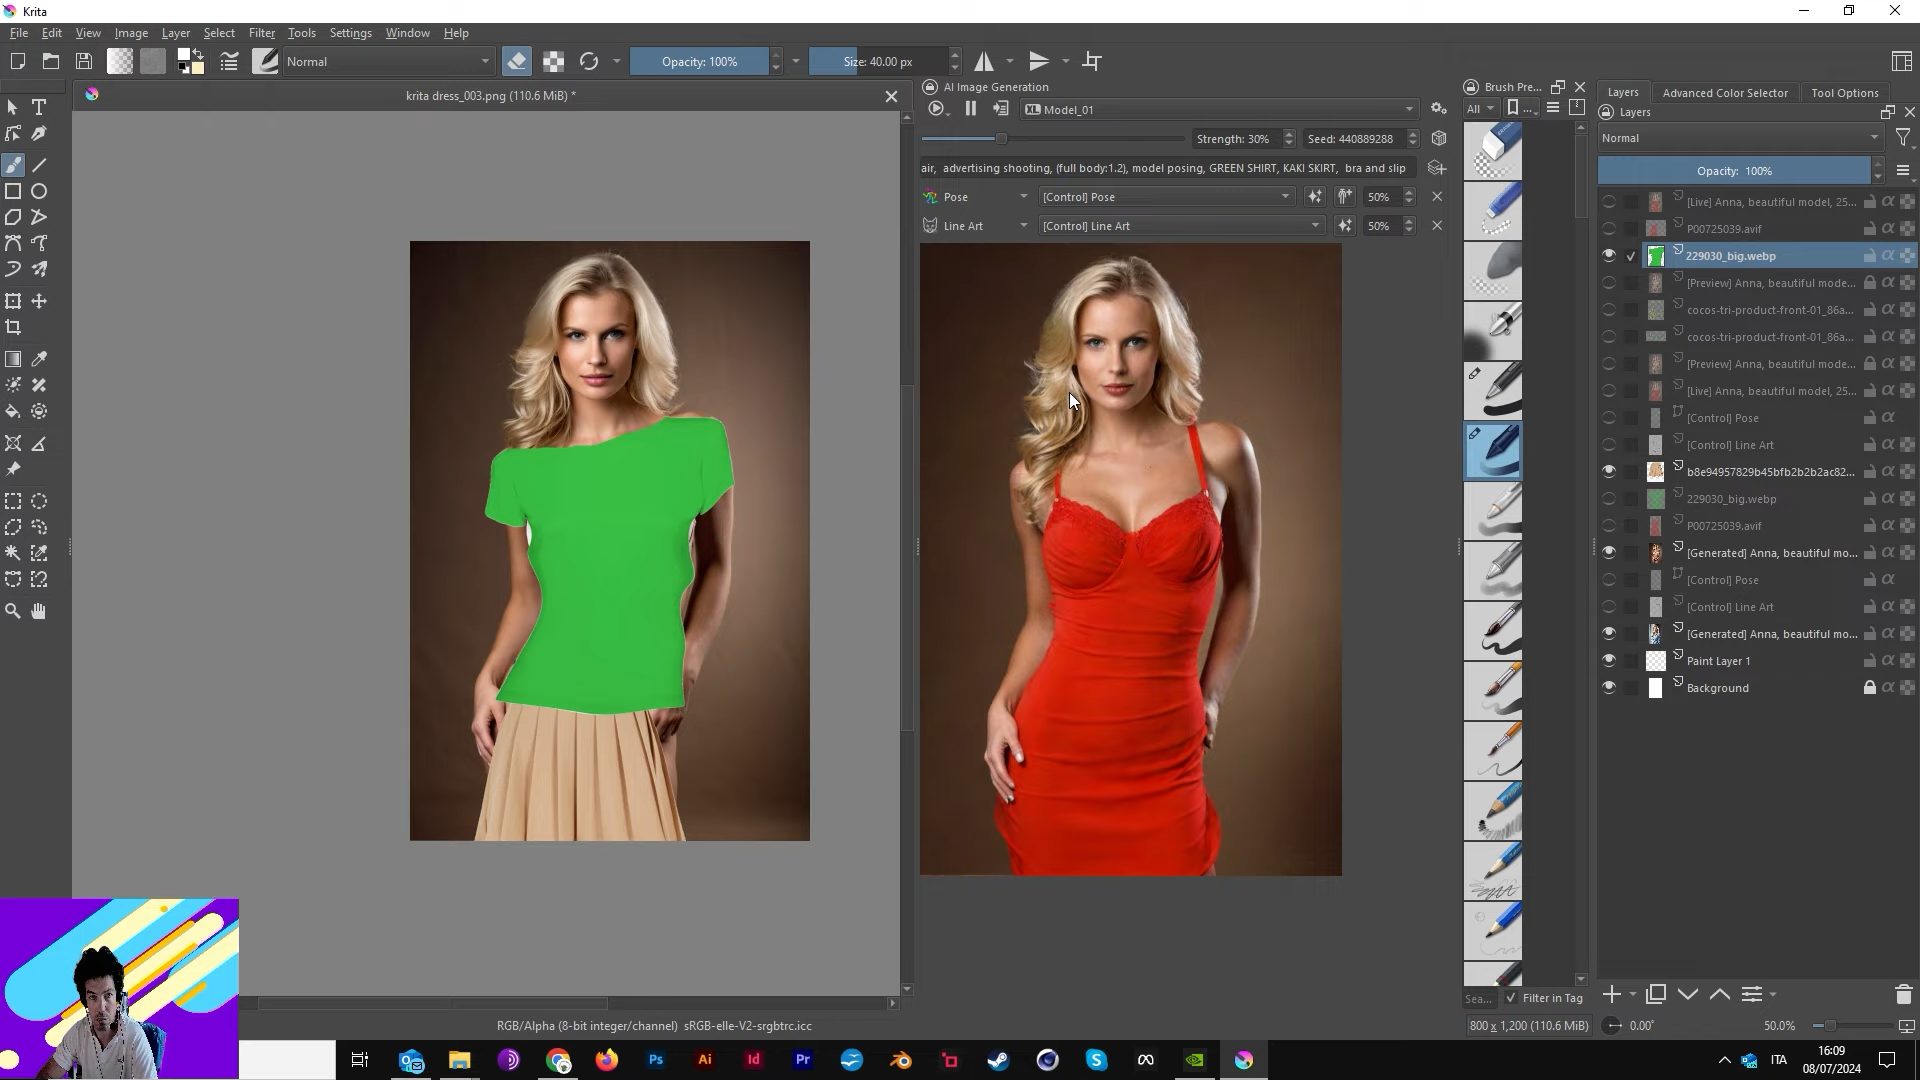 Krita
File Edit View Image Layer Select Filter Tools Settings Window Help
Normal
Opacity: 100%
Size: 40.00 px
krita dress_003.png (110.6 MiB) *
AI Image Generation
Model_01
Strength: 30%
Seed: 440889288
air, advertising shooting, (full body:1.2), model posing, GREEN SHIRT, KAKI SKIRT, bra and slip
Pose
[Control] Pose
50%
Line Art
[Control] Line Art
50%
Brush Pre...
All
...
Sea...
Filter in Tag
Layers
Advanced Color Selector
Tool Options
Layers
Normal
Opacity: 100%
[Live] Anna, beautiful model, 25...
P00725039.avif
229030_big.webp
[Preview] Anna, beautiful mode...
cocos-tri-product-front-01_86a...
cocos-tri-product-front-01_86a...
[Preview] Anna, beautiful mode...
[Live] Anna, beautiful model, 25...
[Control] Pose
[Control] Line Art
b8e94957829b45bfb2b2b2ac82...
229030_big.webp
P00725039.avif
[Generated] Anna, beautiful mo...
[Control] Pose
[Control] Line Art
[Generated] Anna, beautiful mo...
Paint Layer 1
Background
RGB/Alpha (8-bit integer/channel) sRGB-elle-V2-srgbtrc.icc
800 x 1,200 (110.6 MiB)
0.00°
50.0%
Ps Ai Id Pr
ITA
16:09
08/07/2024